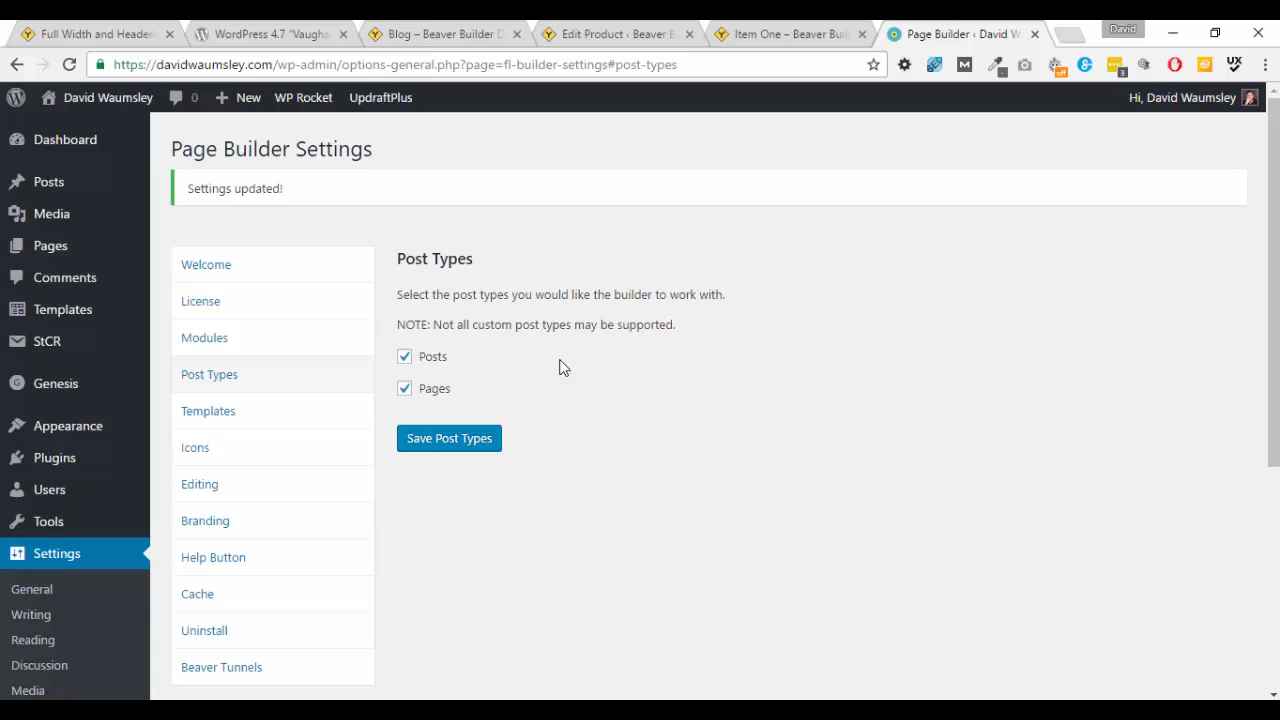 Full Width and Header
WordPress 4.7 “Vaugha
Blog – Beaver Builder D
Edit Product ‹ Beaver B
Item One – Beaver Buil
Page Builder ‹ David W
David
https://davidwaumsley.com/wp-admin/options-general.php?page=fl-builder-settings#post-types
off
3
David Waumsley
0
New
WP Rocket
UpdraftPlus
Hi, David Waumsley
Dashboard
Posts
Media
Pages
Comments
Templates
StCR
Genesis
Appearance
Plugins
Users
Tools
Settings
General
Writing
Reading
Discussion
Media
Page Builder Settings
Settings updated!
Welcome
License
Modules
Post Types
Templates
Icons
Editing
Branding
Help Button
Cache
Uninstall
Beaver Tunnels
Post Types
Select the post types you would like the builder to work with.
NOTE: Not all custom post types may be supported.
Posts
Pages
Save Post Types